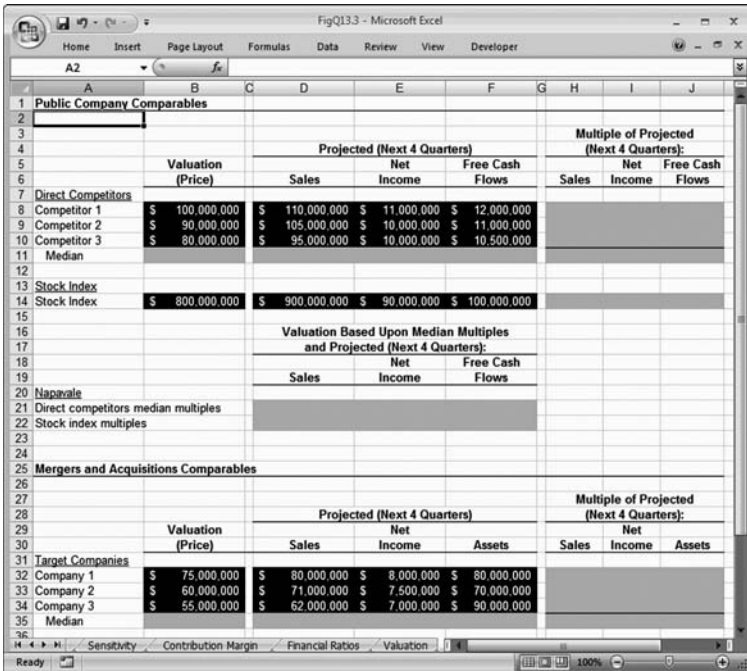 FigQ13.3 - Microsoft Excel
Home Insert Page Layout Formulas Data Review View Developer
A2 fx
A B C D E F G H I J
1 Public Company Comparables
2
3 Multiple of Projected
4 Projected (Next 4 Quarters) (Next 4 Quarters):
5 Valuation Net Free Cash Net Free Cash
6 (Price) Sales Income Flows Sales Income Flows
7 Direct Competitors
8 Competitor 1 $ 100,000,000 $ 110,000,000 $ 11,000,000 $ 12,000,000
9 Competitor 2 $ 90,000,000 $ 105,000,000 $ 10,000,000 $ 11,000,000
10 Competitor 3 $ 80,000,000 $ 95,000,000 $ 10,000,000 $ 10,500,000
11 Median
12
13 Stock Index
14 Stock Index $ 800,000,000 $ 900,000,000 $ 90,000,000 $ 100,000,000
15
16 Valuation Based Upon Median Multiples
17 and Projected (Next 4 Quarters):
18 Net Free Cash
19 Sales Income Flows
20 Napavale
21 Direct competitors median multiples
22 Stock index multiples
23
24
25 Mergers and Acquisitions Comparables
26
27 Multiple of Projected
28 Projected (Next 4 Quarters) (Next 4 Quarters):
29 Valuation Net Net
30 (Price) Sales Income Assets Sales Income Assets
31 Target Companies
32 Company 1 $ 75,000,000 $ 80,000,000 $ 8,000,000 $ 80,000,000
33 Company 2 $ 60,000,000 $ 71,000,000 $ 7,500,000 $ 70,000,000
34 Company 3 $ 55,000,000 $ 62,000,000 $ 7,000,000 $ 90,000,000
35 Median
36
Sensitivity Contribution Margin Financial Ratios Valuation
Ready 100%